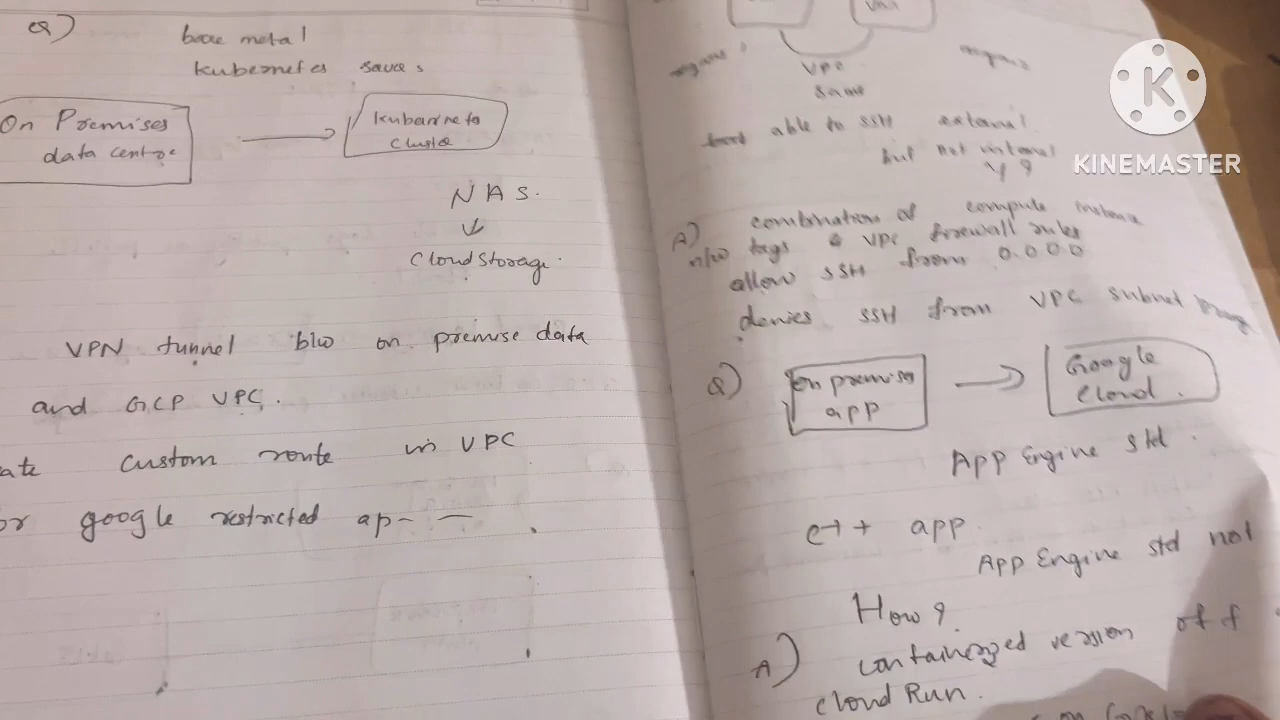 Q)
bare metal
Kubernetes
On Premises
data centre
Kubernetes
Cluster
NAS.
Cloud Storage.
VPN tunnel b/w on premise data
and GCP VPC.
custom route in VPC
google restricted ap- —
VPC
same
able to SSH external
but not internal
Y?
A) combination of compute instance
n/w tags & VPC firewall rules
allow SSH from 0.0.0.0
denies SSH from VPC subnet
Q) On premises
app
Google
Cloud.
App Engine std.
c++ app.
App Engine std not
How?
A) containerized version of
Cloud Run.
K
KINEMASTER